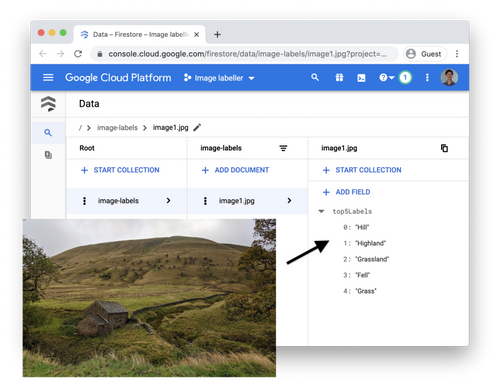 Data – Firestore – Image labelle
console.cloud.google.com/firestore/data/image-labels/image1.jpg?project=...
Guest
Google Cloud Platform
Image labeller
1
Data
/ > image-labels > image1.jpg
Root
image-labels
image1.jpg
+ START COLLECTION
+ ADD DOCUMENT
+ START COLLECTION
image-labels
image1.jpg
+ ADD FIELD
top5Labels
0: "Hill"
1: "Highland"
2: "Grassland"
3: "Fell"
4: "Grass"